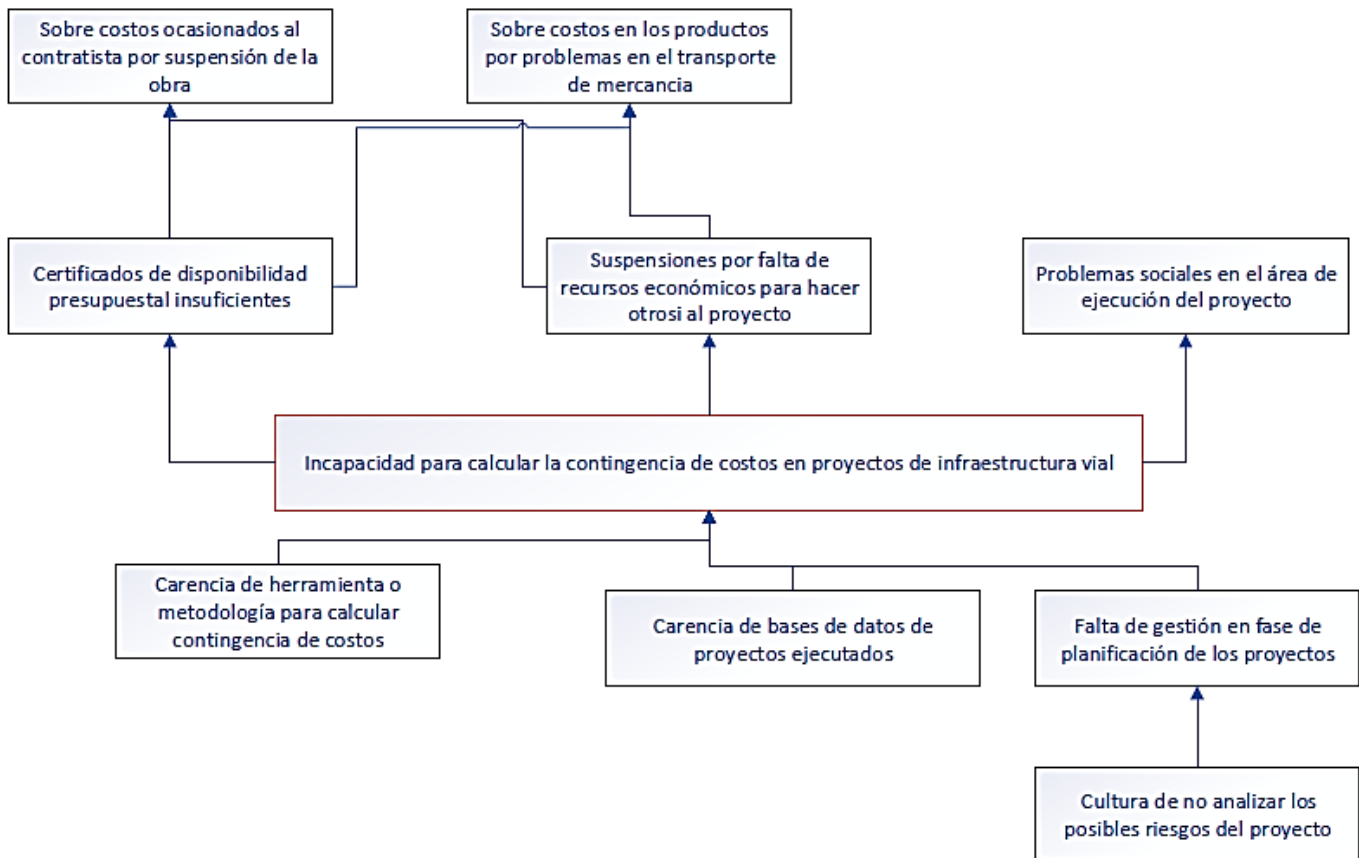 Sobre costos ocasionados al
contratista por suspensión de la
obra
Sobre costos en los productos
por problemas en el transporte
de mercancia
Certificados de disponibilidad
presupuestal insuficientes
Suspensiones por falta de
recursos económicos para hacer
otrosi al proyecto
Problemas sociales en el área de
ejecución del proyecto
Incapacidad para calcular la contingencia de costos en proyectos de infraestructura vial
Carencia de herramienta o
metodología para calcular
contingencia de costos
Carencia de bases de datos de
proyectos ejecutados
Falta de gestión en fase de
planificación de los proyectos
Cultura de no analizar los
posibles riesgos del proyecto